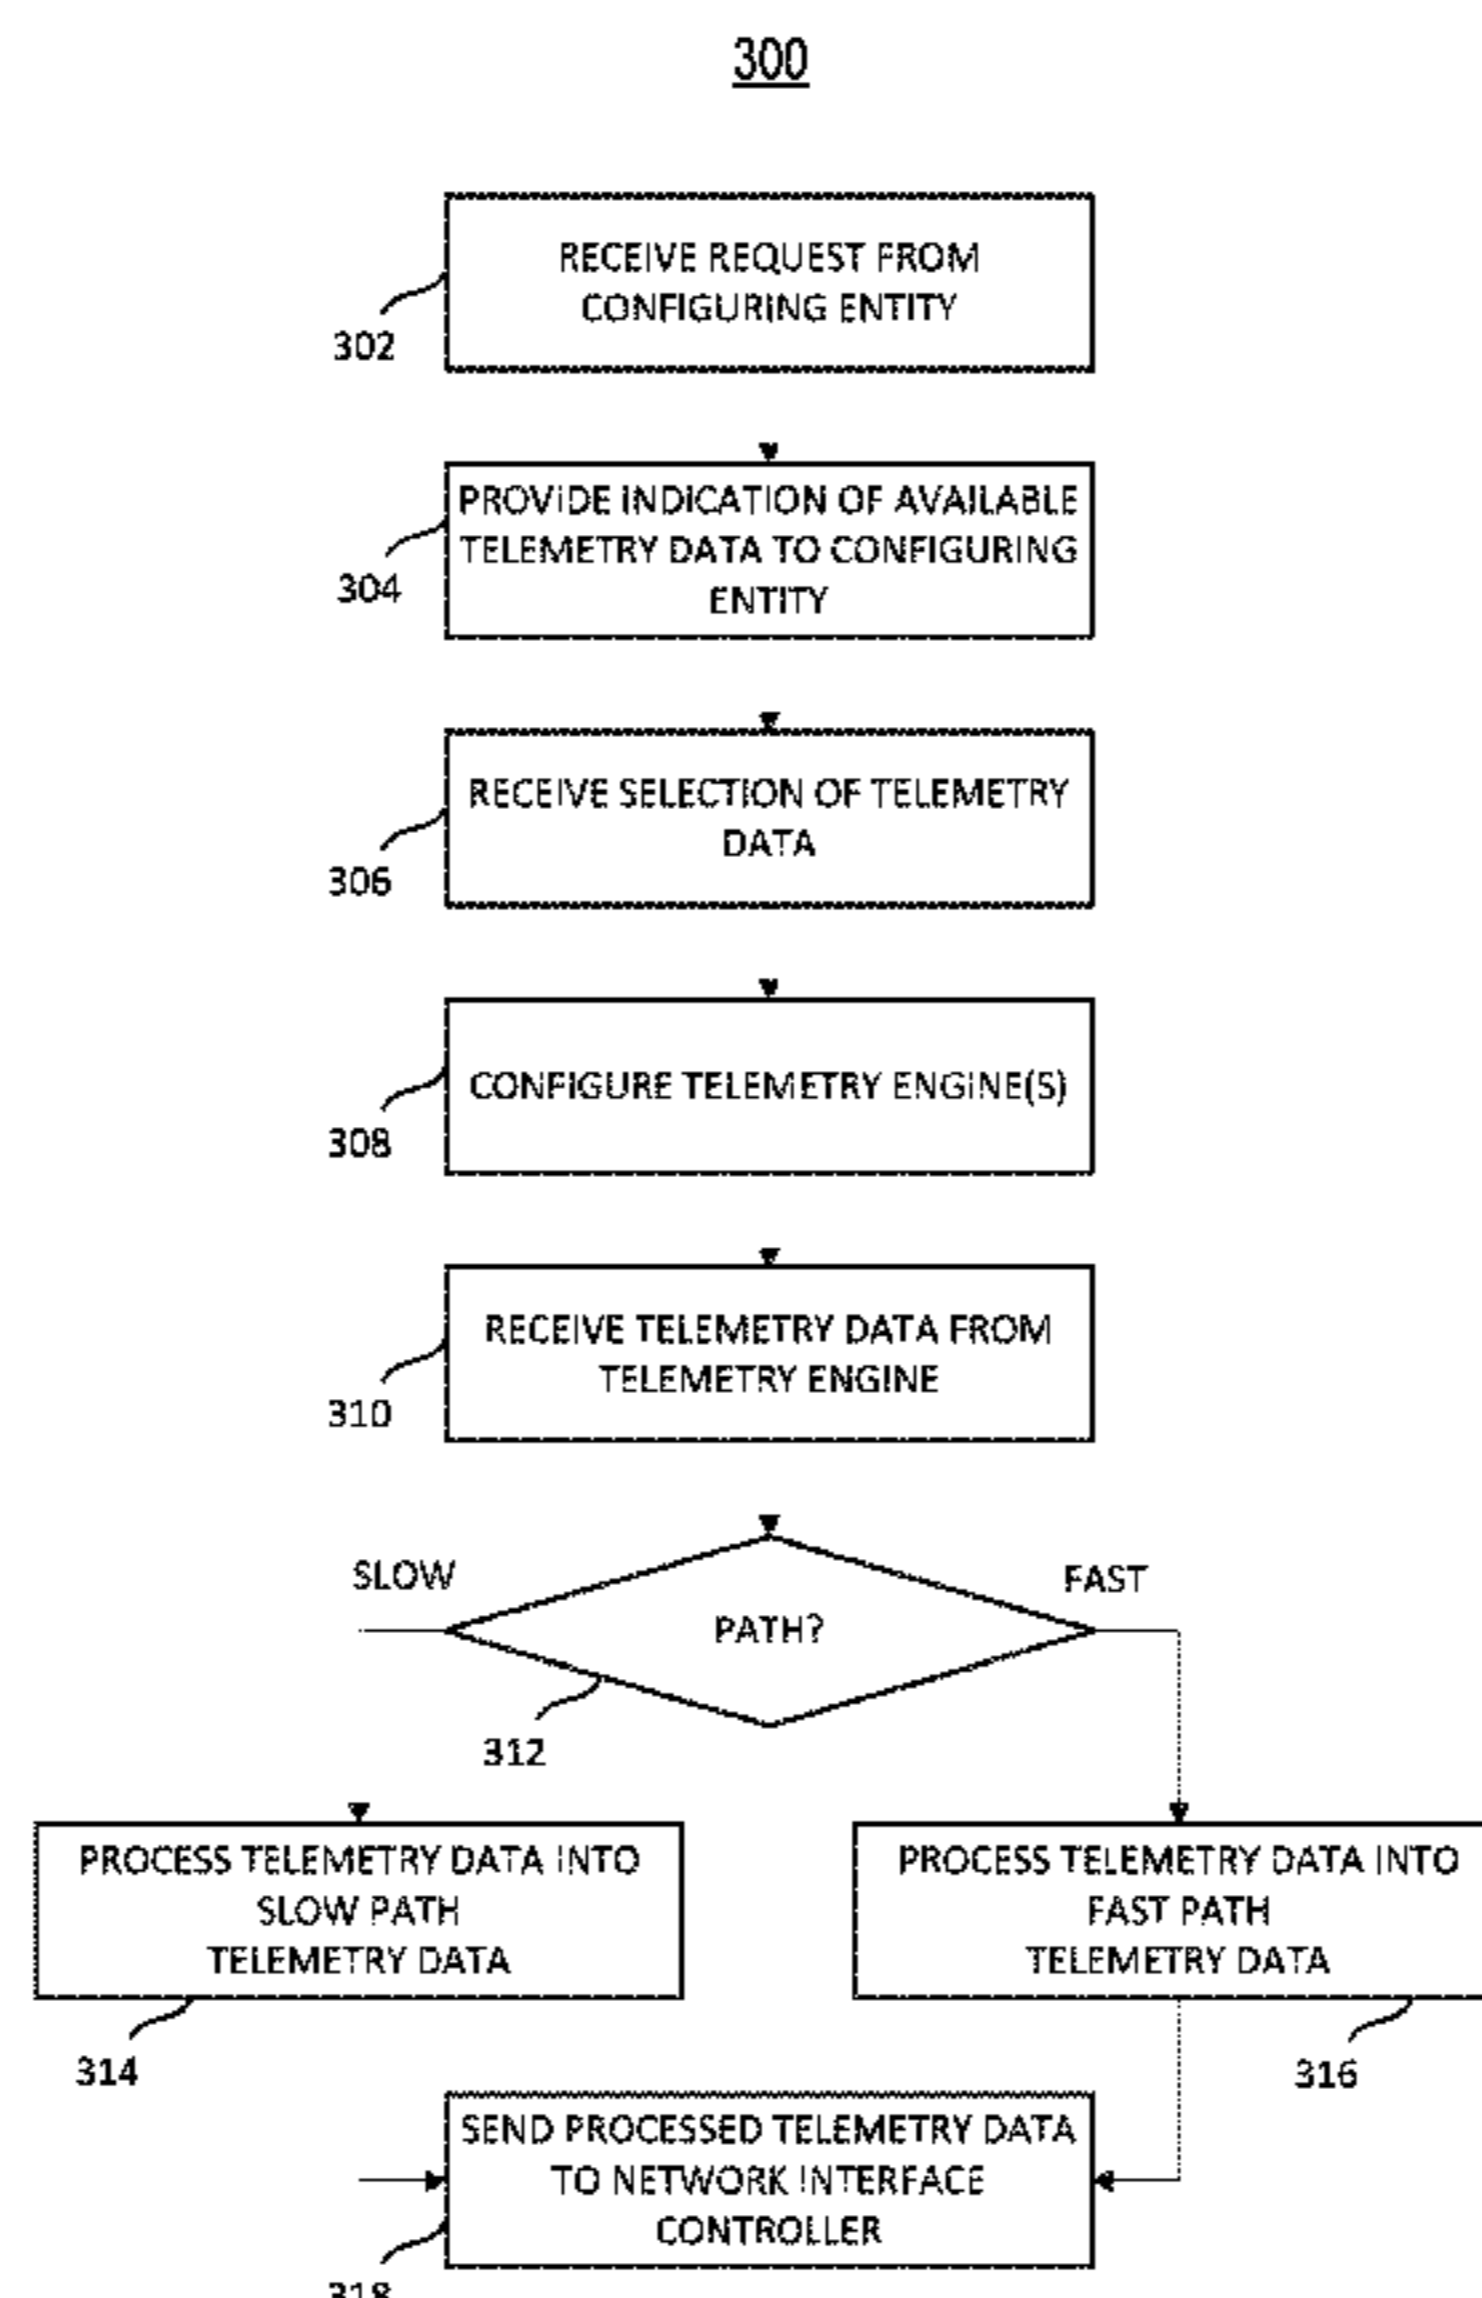 300
RECEIVE REQUEST FROM
CONFIGURING ENTITY
302
PROVIDE INDICATION OF AVAILABLE
TELEMETRY DATA TO CONFIGURING
ENTITY
304
RECEIVE SELECTION OF TELEMETRY
DATA
306
CONFIGURE TELEMETRY ENGINE(S)
308
RECEIVE TELEMETRY DATA FROM
TELEMETRY ENGINE
310
SLOW
FAST
PATH?
312
PROCESS TELEMETRY DATA INTO
SLOW PATH
TELEMETRY DATA
314
PROCESS TELEMETRY DATA INTO
FAST PATH
TELEMETRY DATA
316
SEND PROCESSED TELEMETRY DATA
TO NETWORK INTERFACE
CONTROLLER
318